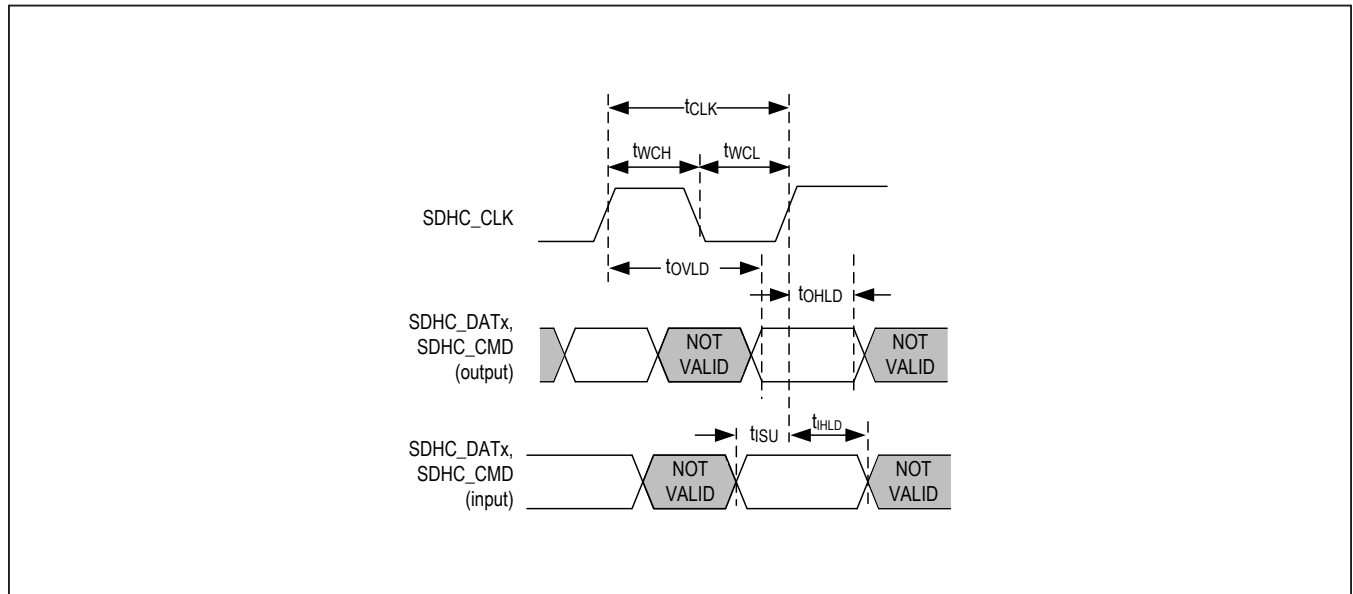 tCLK
tWCH tWCL
SDHC_CLK
tOVLD
tOHLD
SDHC_DATx,
SDHC_CMD
(output)
NOT
VALID
NOT
VALID
tISU tIHLD
SDHC_DATx,
SDHC_CMD
(input)
NOT
VALID
NOT
VALID